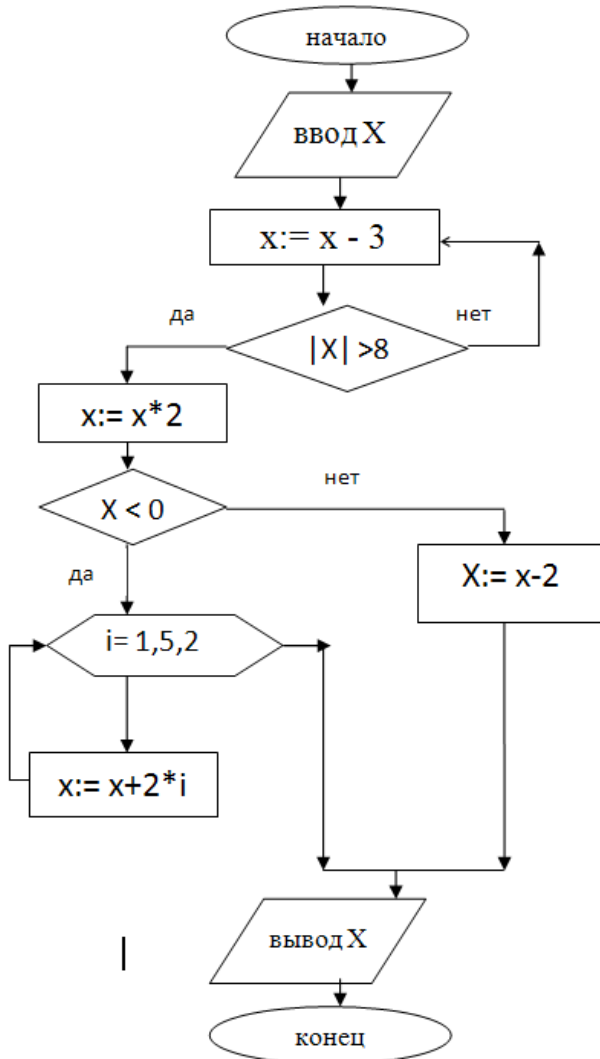 начало
ввод X
x:= x - 3
да
нет
|X| >8
x:= x*2
нет
X < 0
X:= x-2
да
i= 1,5,2
x:= x+2*i
вывод X
конец